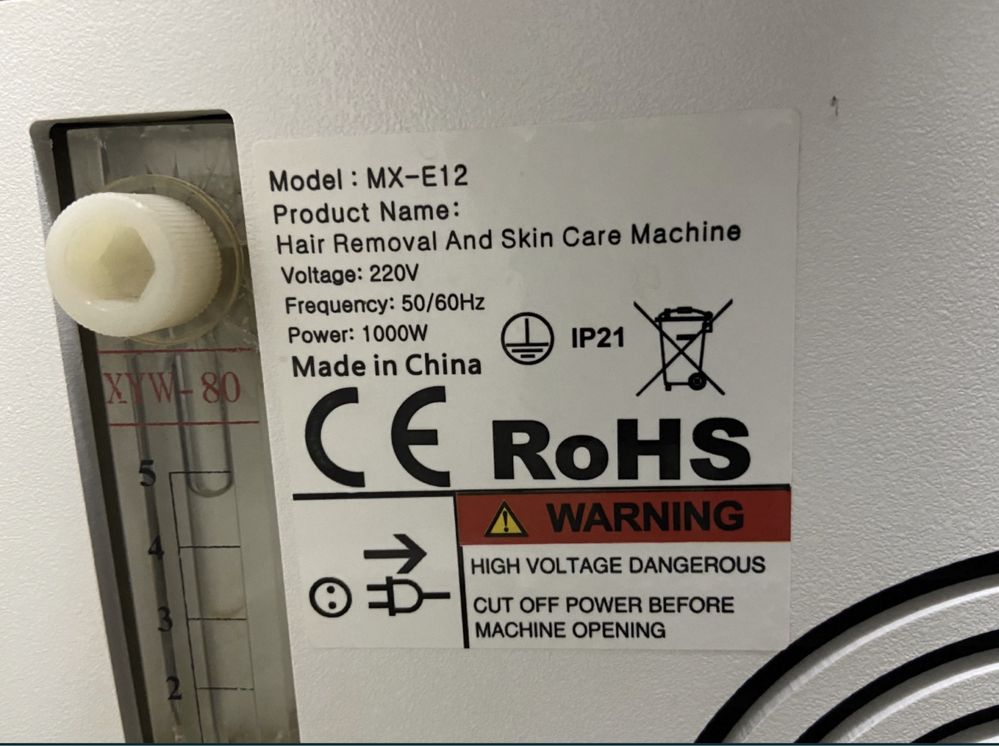 Model : MX-E12
Product Name:
Hair Removal And Skin Care Machine
Voltage: 220V
Frequency: 50/60Hz
Power: 1000W
IP21
Made in China
CE RoHS
WARNING
HIGH VOLTAGE DANGEROUS
CUT OFF POWER BEFORE
MACHINE OPENING
XYW-80
5
4
3
2